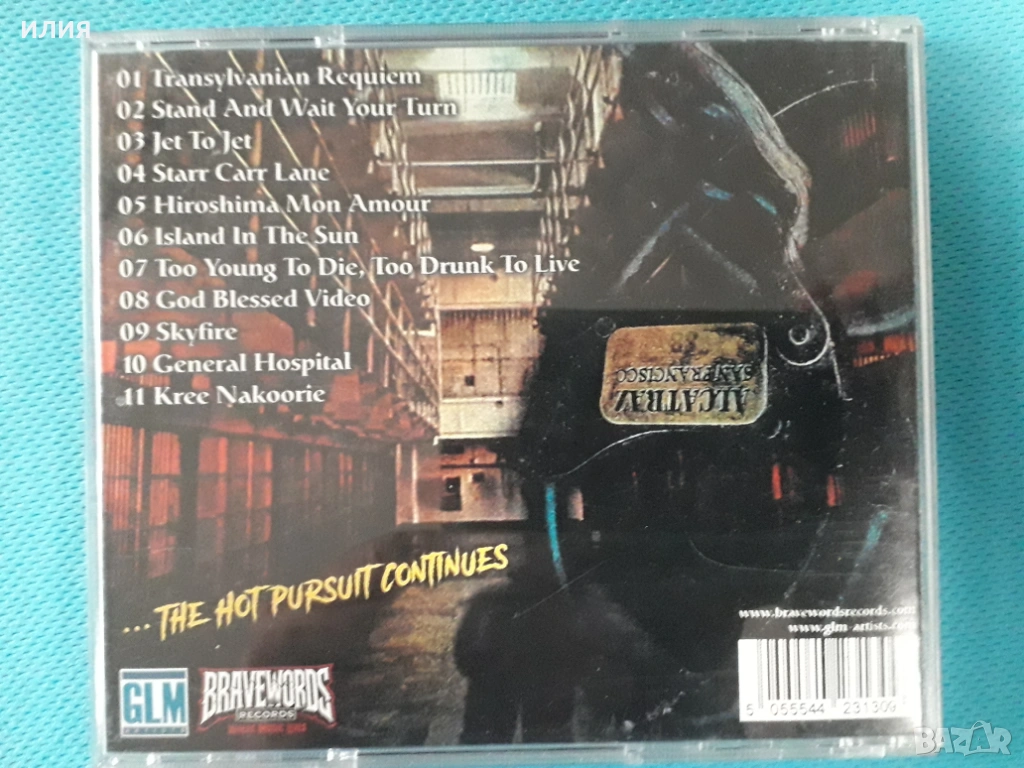 илия
01 Transylvanian Requiem
02 Stand And Wait Your Turn
03 Jet To Jet
04 Starr Carr Lane
05 Hiroshima Mon Amour
06 Island In The Sun
07 Too Young To Die, Too Drunk To Live
08 God Blessed Video
09 Skyfire
10 General Hospital
11 Kree Nakoorie
ALCATRAZ
SAN FRANCISCO
...THE HOT PURSUIT CONTINUES
www.bravewordsrecords.com
www.glm-artists.com
GLM
ARTISTS
BRAVEWORDS
RECORDS
5 055544 231309
BAZAR